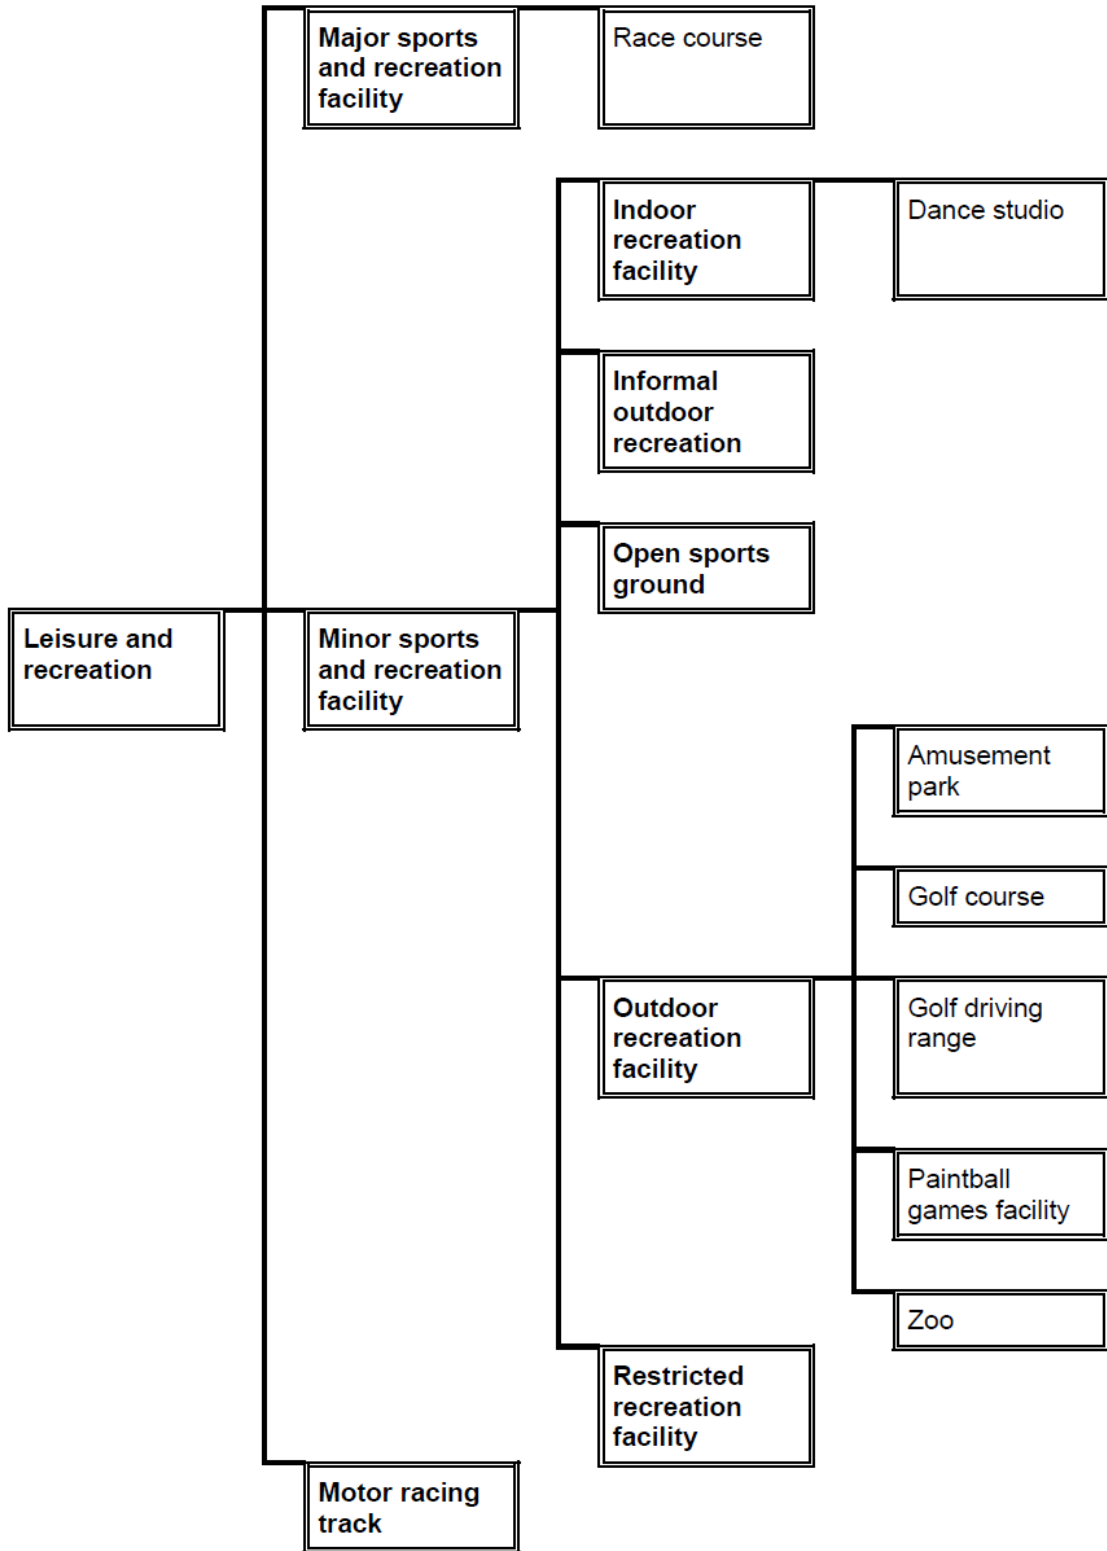 Major sports
and recreation
facility
Race course
Indoor
recreation
facility
Dance studio
Informal
outdoor
recreation
Open sports
ground
Leisure and
recreation
Minor sports
and recreation
facility
Amusement
park
Golf course
Outdoor
recreation
facility
Golf driving
range
Paintball
games facility
Zoo
Restricted
recreation
facility
Motor racing
track